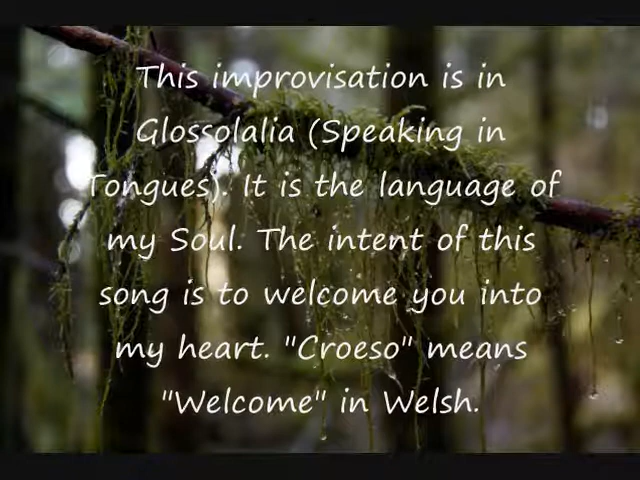 This improvisation is in
Glossolalia (Speaking in
Tongues). It is the language of
my Soul. The intent of this
song is to welcome you into
my heart. "Croeso" means
"Welcome" in Welsh.